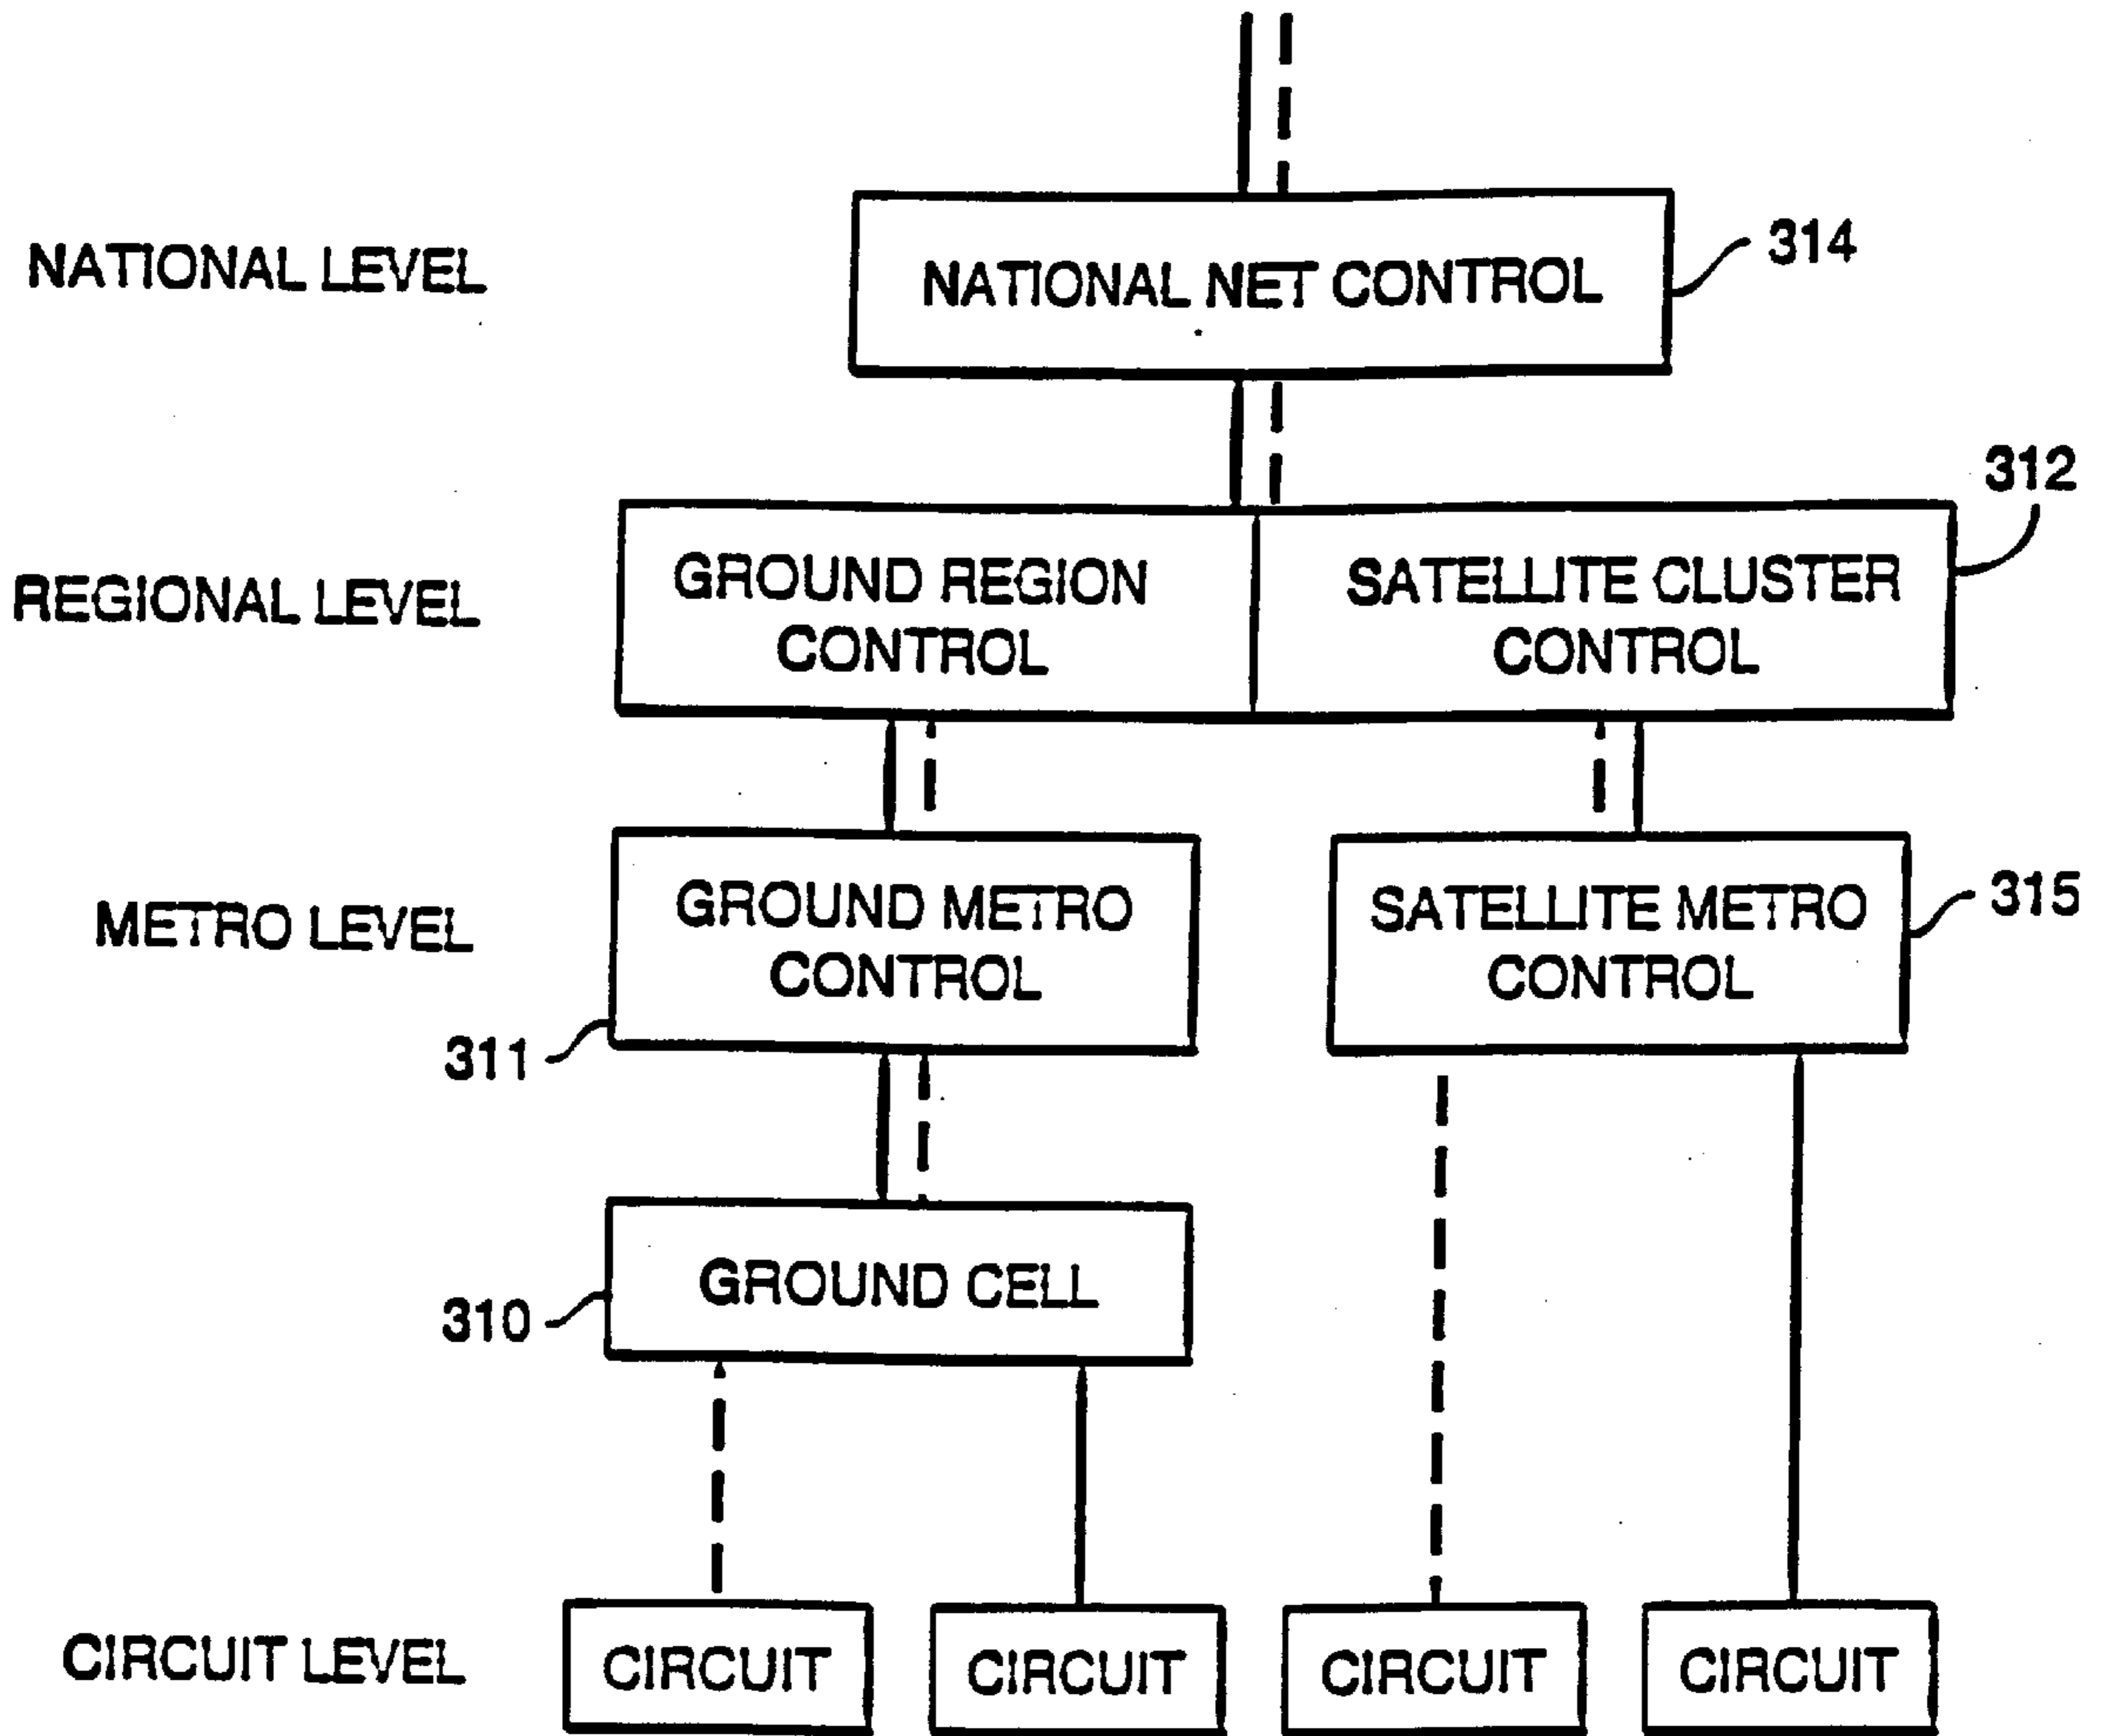 NATIONAL LEVEL
NATIONAL NET CONTROL
314
312
REGIONAL LEVEL
GROUND REGION
CONTROL
SATELLITE CLUSTER
CONTROL
METRO LEVEL
GROUND METRO
CONTROL
SATELLITE METRO
CONTROL
315
311
GROUND CELL
310
CIRCUIT LEVEL
CIRCUIT
CIRCUIT
CIRCUIT
CIRCUIT